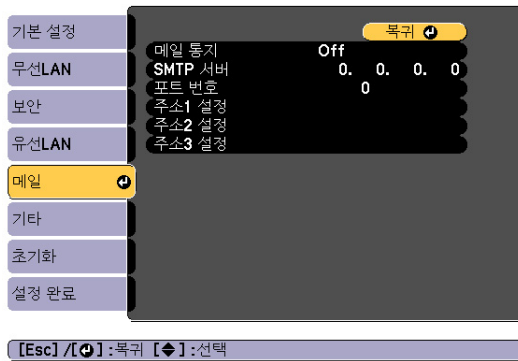 기본 설정
무선LAN
보안
유선LAN
메일
기타
초기화
설정 완료
복귀
메일 통지 Off
SMTP 서버 0. 0. 0. 0
포트 번호 0
주소1 설정
주소2 설정
주소3 설정
[Esc] /[⏎] :복귀 [◆] :선택